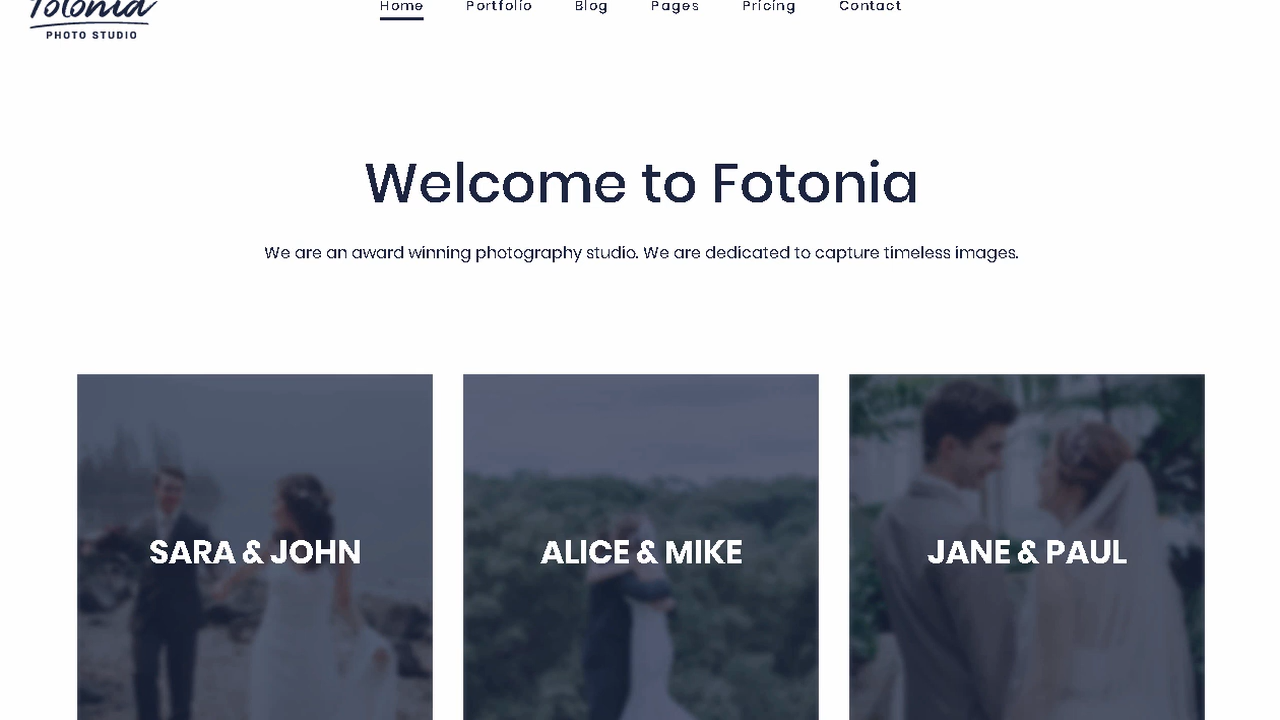 Fotonia
PHOTO STUDIO
Home Portfolio Blog Pages Pricing Contact
Welcome to Fotonia
We are an award winning photography studio. We are dedicated to capture timeless images.
SARA & JOHN
ALICE & MIKE
JANE & PAUL